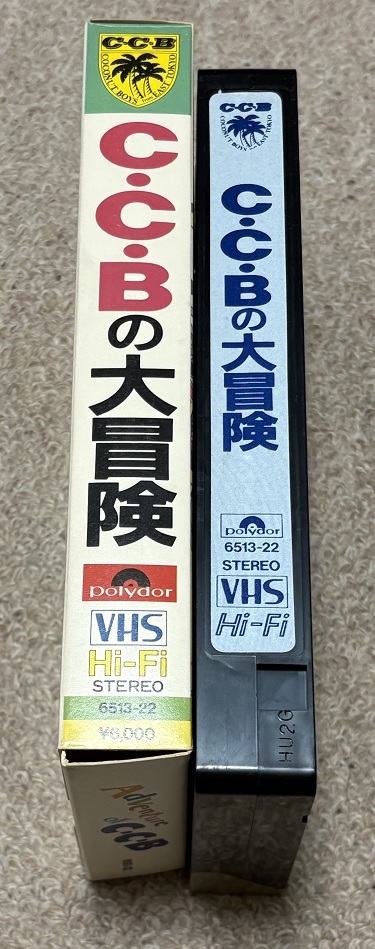 C-C-B
COCONUT BOYS from EAST TOKYO
C・C・Bの大冒険
Polydor
VHS
Hi-Fi
STEREO
6513-22
¥6,000
Adventure
of C.C.B
C-C-B
COCONUT BOYS from EAST TOKYO
C・C・Bの大冒険
Polydor
6513-22
STEREO
VHS
Hi-Fi
HU2G